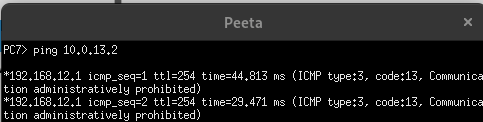 Peeta
PC7> ping 10.0.13.2
*192.168.12.1 icmp_seq=1 ttl=254 time=44.813 ms (ICMP type:3, code:13, Communica
tion administratively prohibited)
*192.168.12.1 icmp_seq=2 ttl=254 time=29.471 ms (ICMP type:3, code:13, Communica
tion administratively prohibited)